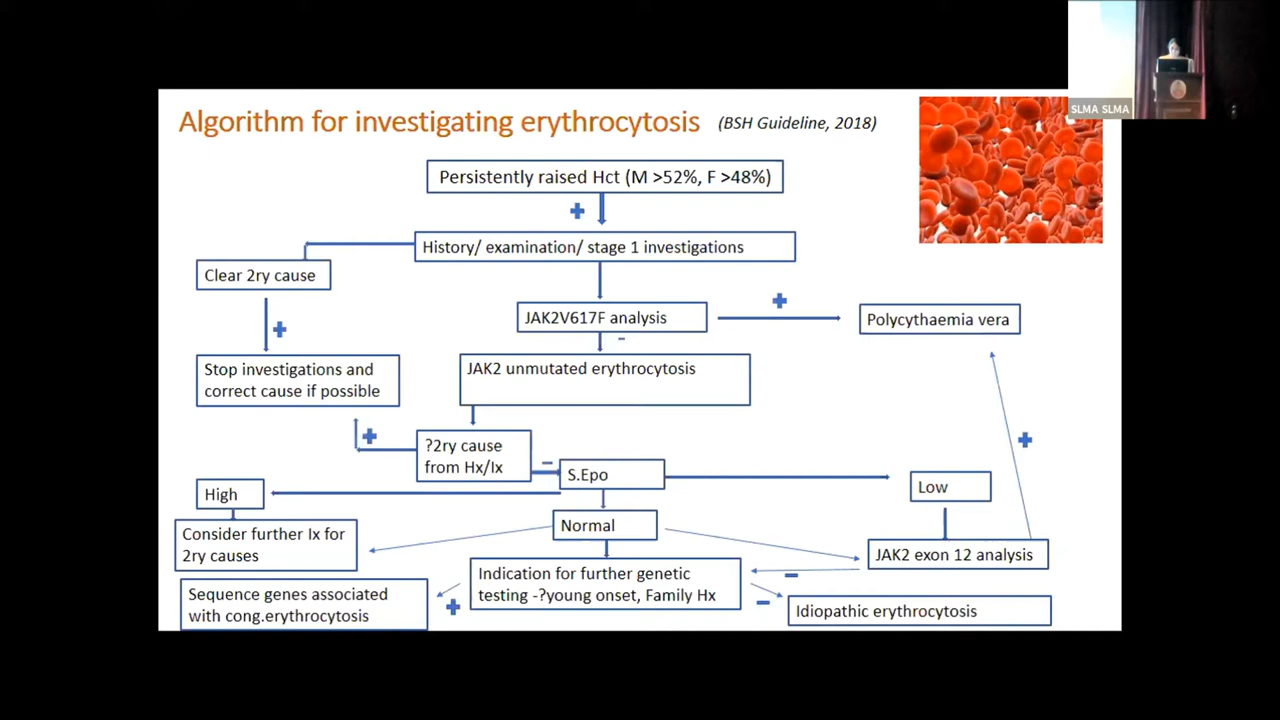 SLMA SLMA
Algorithm for investigating erythrocytosis (BSH Guideline, 2018)
Persistently raised Hct (M >52%, F >48%)
History/ examination/ stage 1 investigations
Clear 2ry cause
JAK2V617F analysis
Polycythaemia vera
Stop investigations and
correct cause if possible
JAK2 unmutated erythrocytosis
?2ry cause
from Hx/Ix
S.Epo
High
Low
Normal
Consider further Ix for
2ry causes
JAK2 exon 12 analysis
Indication for further genetic
testing -?young onset, Family Hx
Sequence genes associated
with cong.erythrocytosis
Idiopathic erythrocytosis